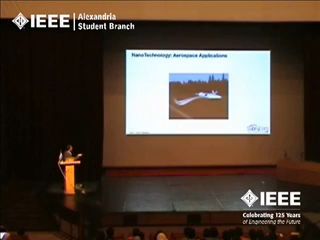 IEEE Alexandria
Student Branch
NanoTechnology: Aerospace Applications
IEEE
Celebrating 125 Years
of Engineering the Future